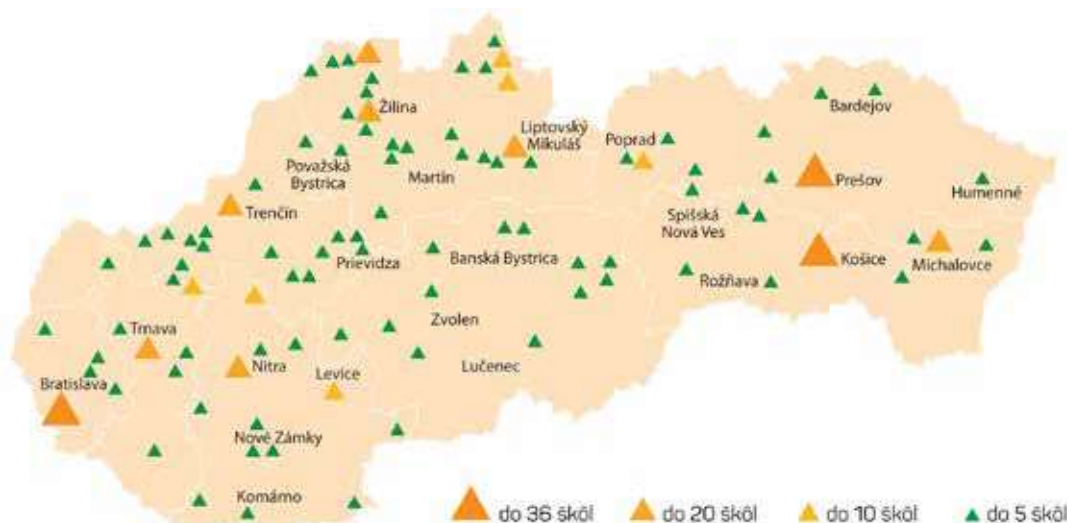 Bardejov
Žilina
Liptovský
Mikuláš
Poprad
Považská
Bystrica
Martin
Prešov
Humenné
Trenčín
Spišská
Nová Ves
Prievidza
Banská Bystrica
Košice
Michalovce
Rožňava
Trnava
Zvolen
Nitra
Levice
Lučenec
Bratislava
Nové Zámky
Komárno
do 36 škôl
do 20 škôl
do 10 škôl
do 5 škôl